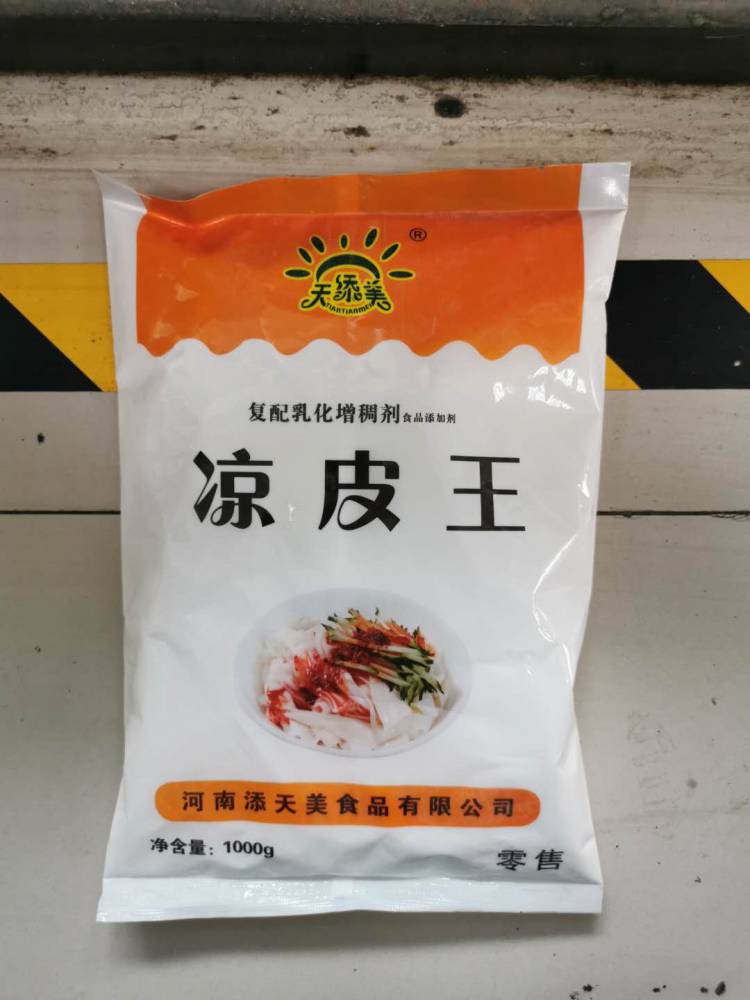 ®
天添美
TIANTIANMEI
复配乳化增稠剂食品添加剂
凉皮王
河南添天美食品有限公司
净含量：1000g
零售